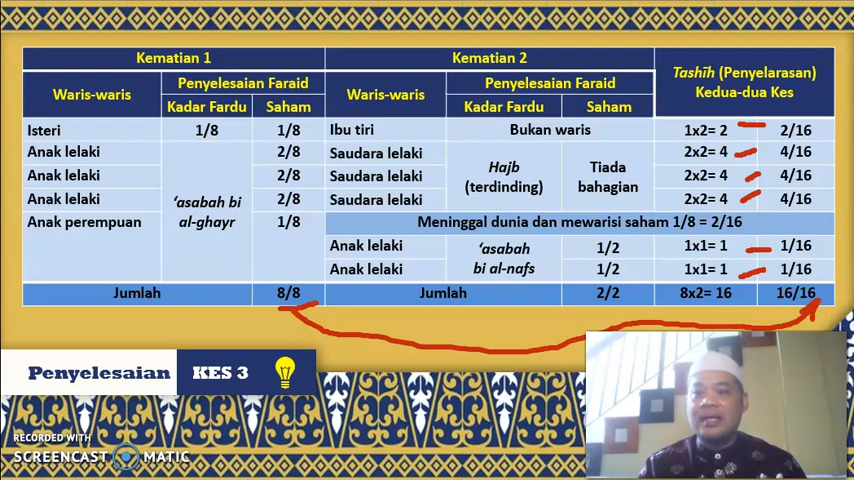 Kematian 1 Kematian 2 Tashīh (Penyelarasan)
Kedua-dua Kes
Waris-waris Penyelesaian Faraid Waris-waris Penyelesaian Faraid
Kadar Fardu Saham Kadar Fardu Saham
Isteri 1/8 1/8 Ibu tiri Bukan waris 1x2= 2 2/16
Anak lelaki 2/8 Saudara lelaki 2x2= 4 4/16
Anak lelaki 2/8 Saudara lelaki Hajb (terdinding) Tiada bahagian 2x2= 4 4/16
Anak lelaki ‘asabah bi al-ghayr 2/8 Saudara lelaki 2x2= 4 4/16
Anak perempuan 1/8 Meninggal dunia dan mewarisi saham 1/8 = 2/16
Anak lelaki ‘asabah bi al-nafs 1/2 1x1= 1 1/16
Anak lelaki 1/2 1x1= 1 1/16
Jumlah 8/8 Jumlah 2/2 8x2= 16 16/16
Penyelesaian KES 3
RECORDED WITH
SCREENCAST MATIC